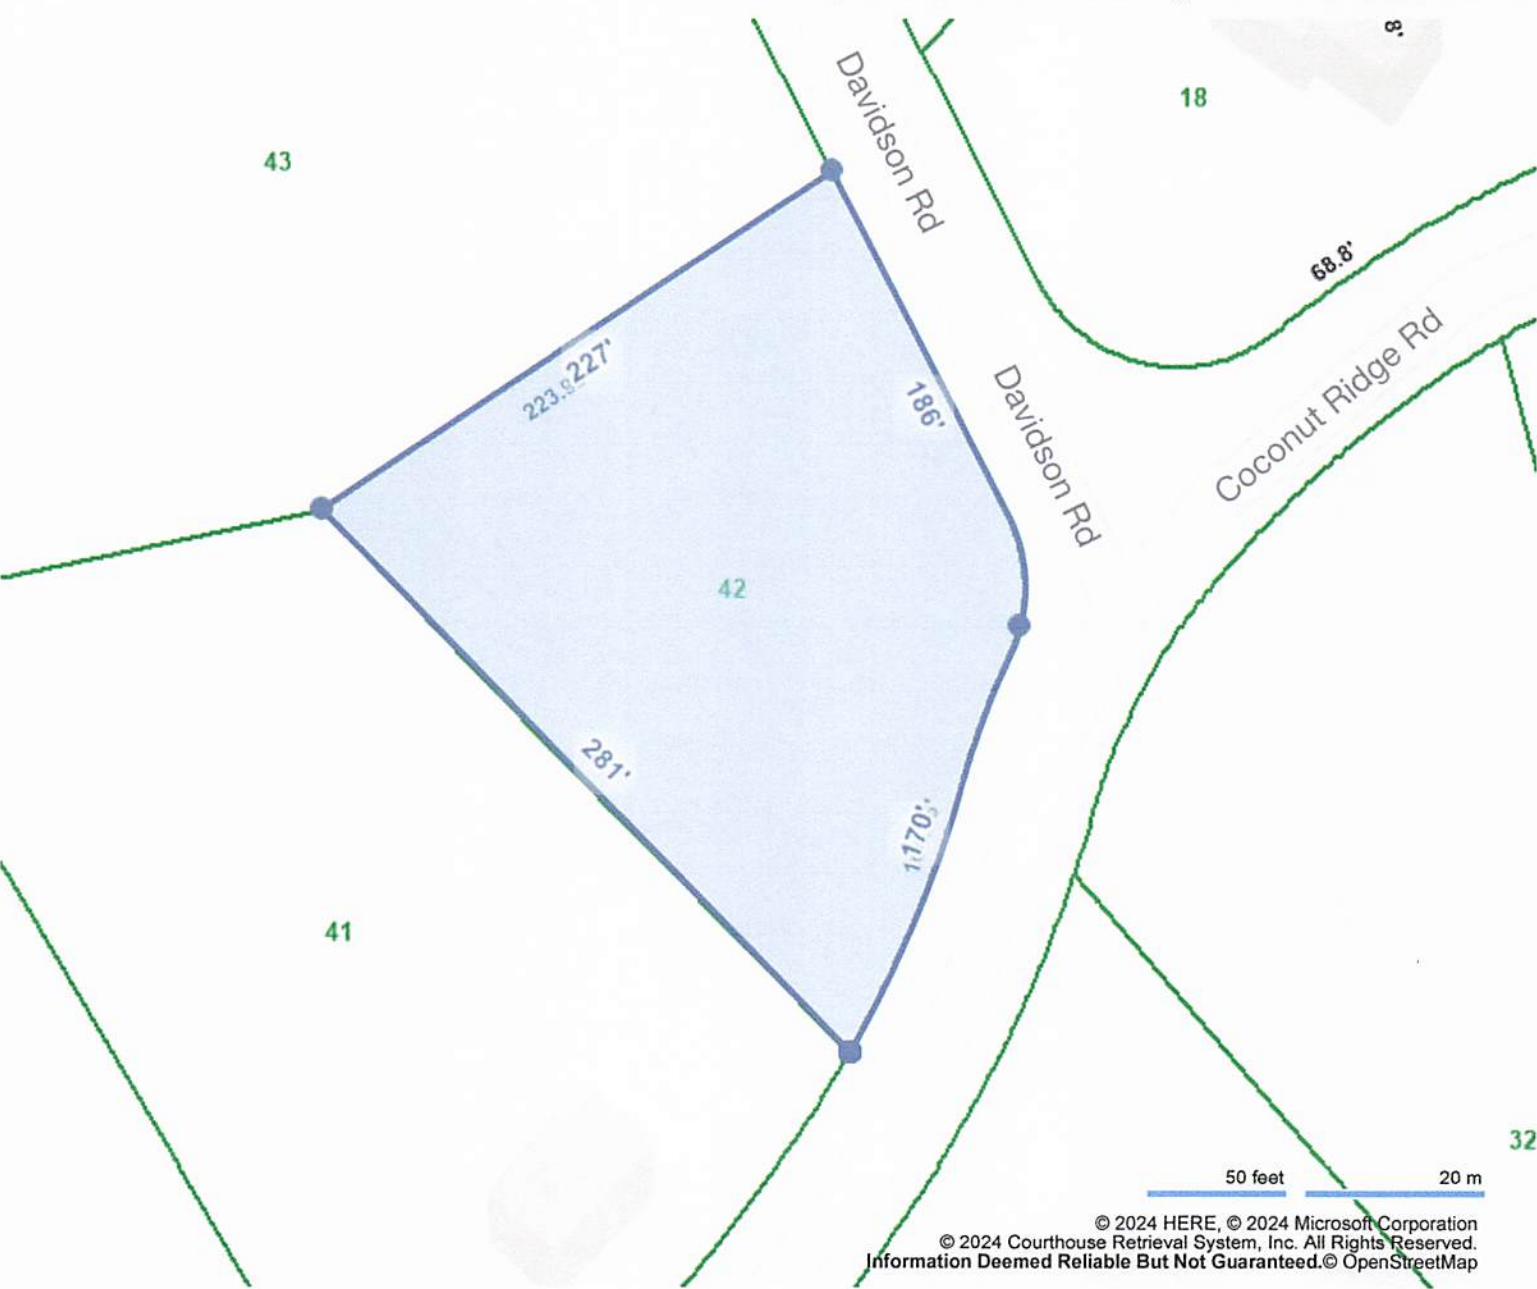 8'
18
Davidson Rd
43
68.8'
227'
223.8
186'
Davidson Rd
Coconut Ridge Rd
42
281'
170'
41
32
50 feet
20 m
© 2024 HERE, © 2024 Microsoft Corporation
© 2024 Courthouse Retrieval System, Inc. All Rights Reserved.
Information Deemed Reliable But Not Guaranteed.© OpenStreetMap